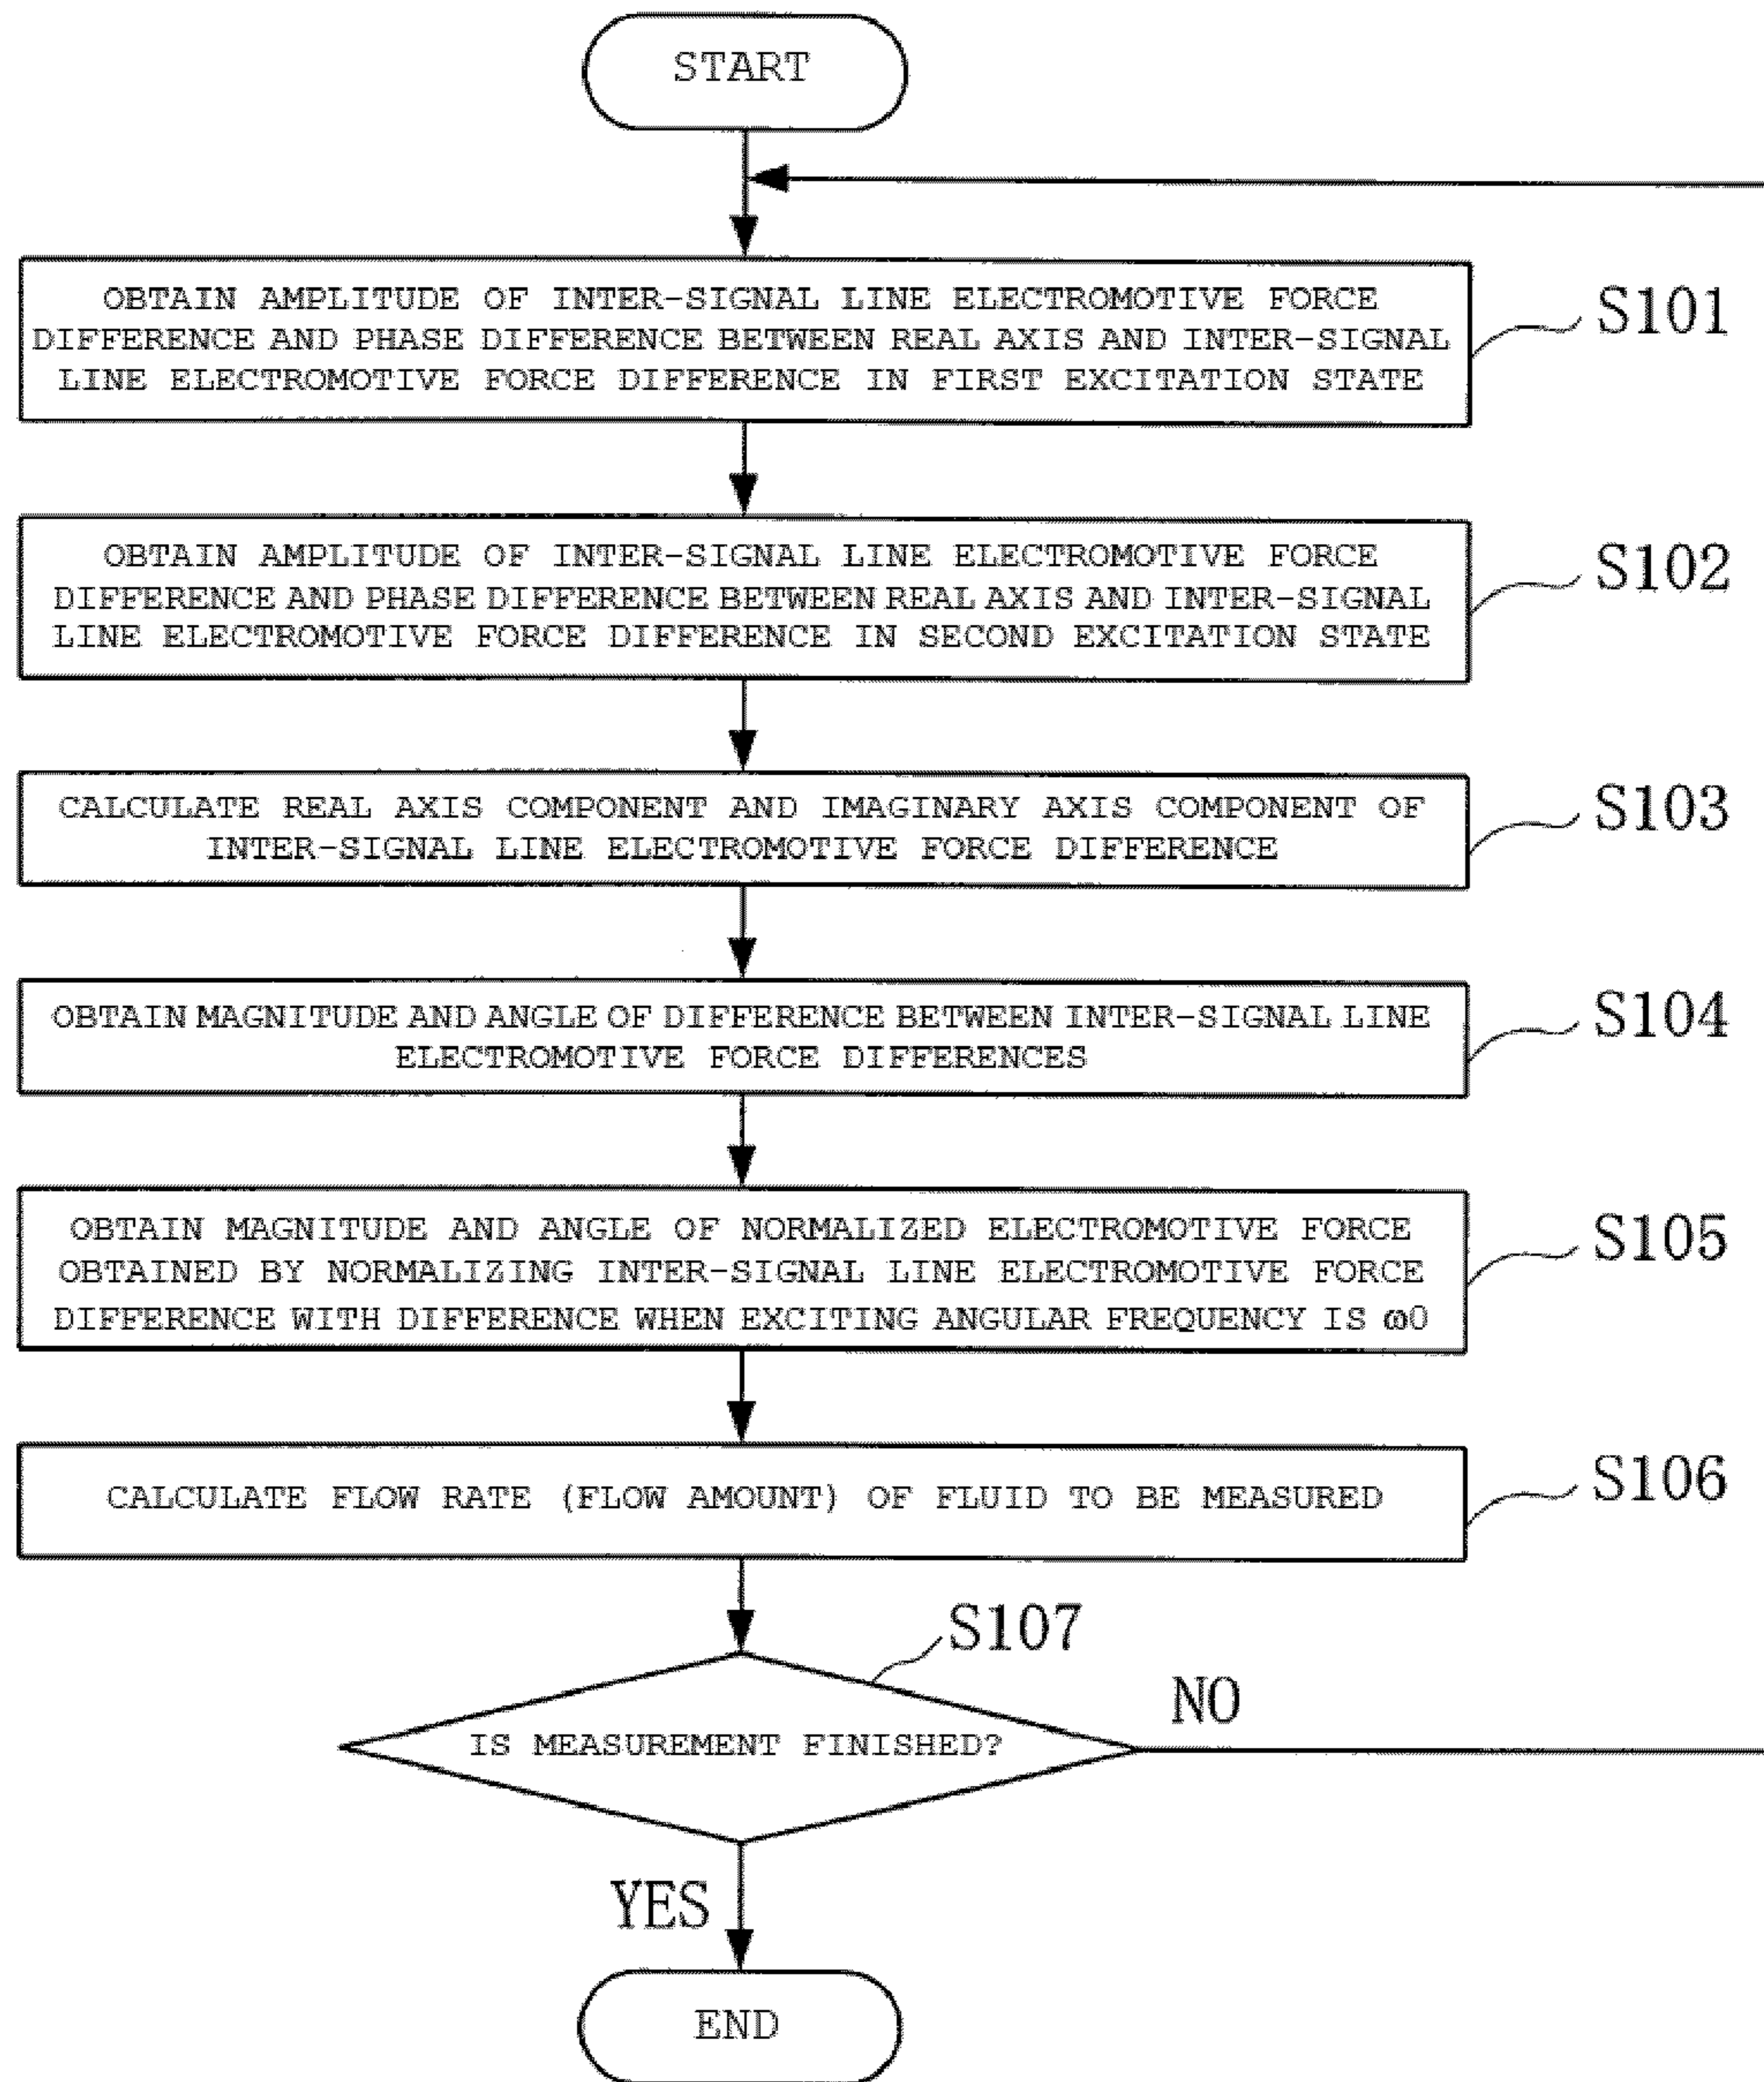 START
OBTAIN AMPLITUDE OF INTER-SIGNAL LINE ELECTROMOTIVE FORCE
DIFFERENCE AND PHASE DIFFERENCE BETWEEN REAL AXIS AND INTER-SIGNAL
LINE ELECTROMOTIVE FORCE DIFFERENCE IN FIRST EXCITATION STATE
S101
OBTAIN AMPLITUDE OF INTER-SIGNAL LINE ELECTROMOTIVE FORCE
DIFFERENCE AND PHASE DIFFERENCE BETWEEN REAL AXIS AND INTER-SIGNAL
LINE ELECTROMOTIVE FORCE DIFFERENCE IN SECOND EXCITATION STATE
S102
CALCULATE REAL AXIS COMPONENT AND IMAGINARY AXIS COMPONENT OF
INTER-SIGNAL LINE ELECTROMOTIVE FORCE DIFFERENCE
S103
OBTAIN MAGNITUDE AND ANGLE OF DIFFERENCE BETWEEN INTER-SIGNAL LINE
ELECTROMOTIVE FORCE DIFFERENCES
S104
OBTAIN MAGNITUDE AND ANGLE OF NORMALIZED ELECTROMOTIVE FORCE
OBTAINED BY NORMALIZING INTER-SIGNAL LINE ELECTROMOTIVE FORCE
DIFFERENCE WITH DIFFERENCE WHEN EXCITING ANGULAR FREQUENCY IS ω0
S105
CALCULATE FLOW RATE (FLOW AMOUNT) OF FLUID TO BE MEASURED
S106
S107
IS MEASUREMENT FINISHED?
NO
YES
END